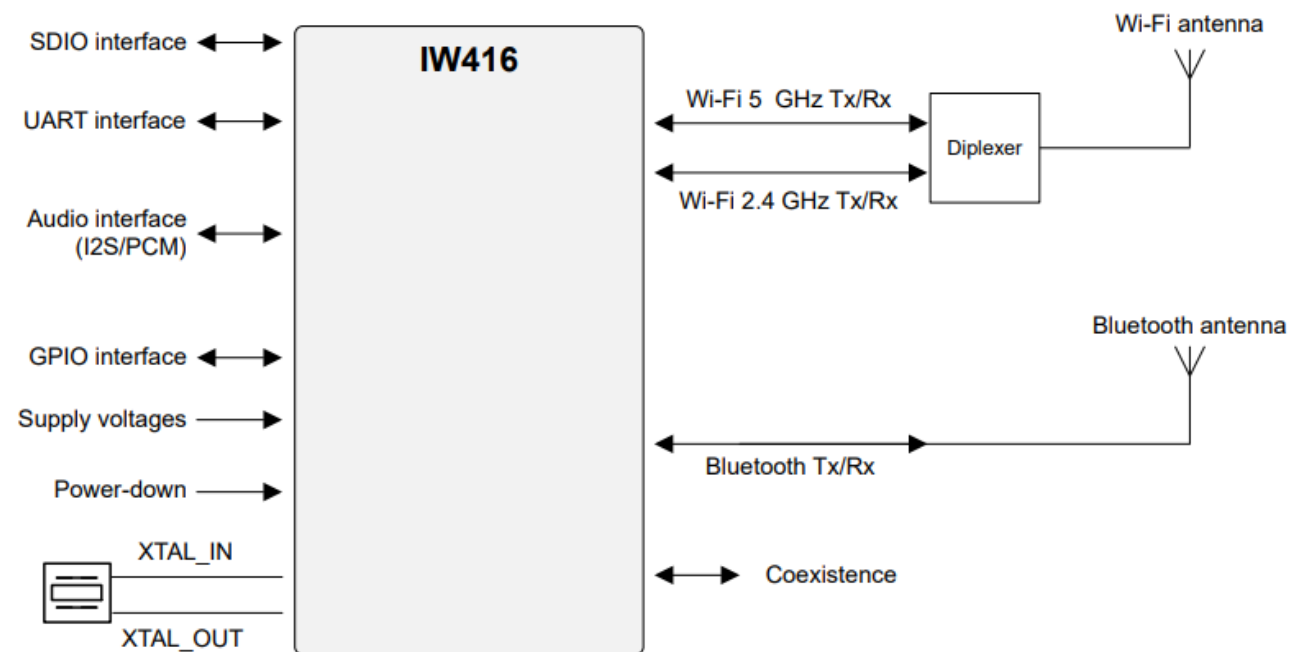 SDIO interface
UART interface
Audio interface
(I2S/PCM)
GPIO interface
Supply voltages
Power-down
XTAL_IN
XTAL_OUT
IW416
Wi-Fi 5 GHz Tx/Rx
Wi-Fi 2.4 GHz Tx/Rx
Diplexer
Wi-Fi antenna
Bluetooth antenna
Bluetooth Tx/Rx
Coexistence